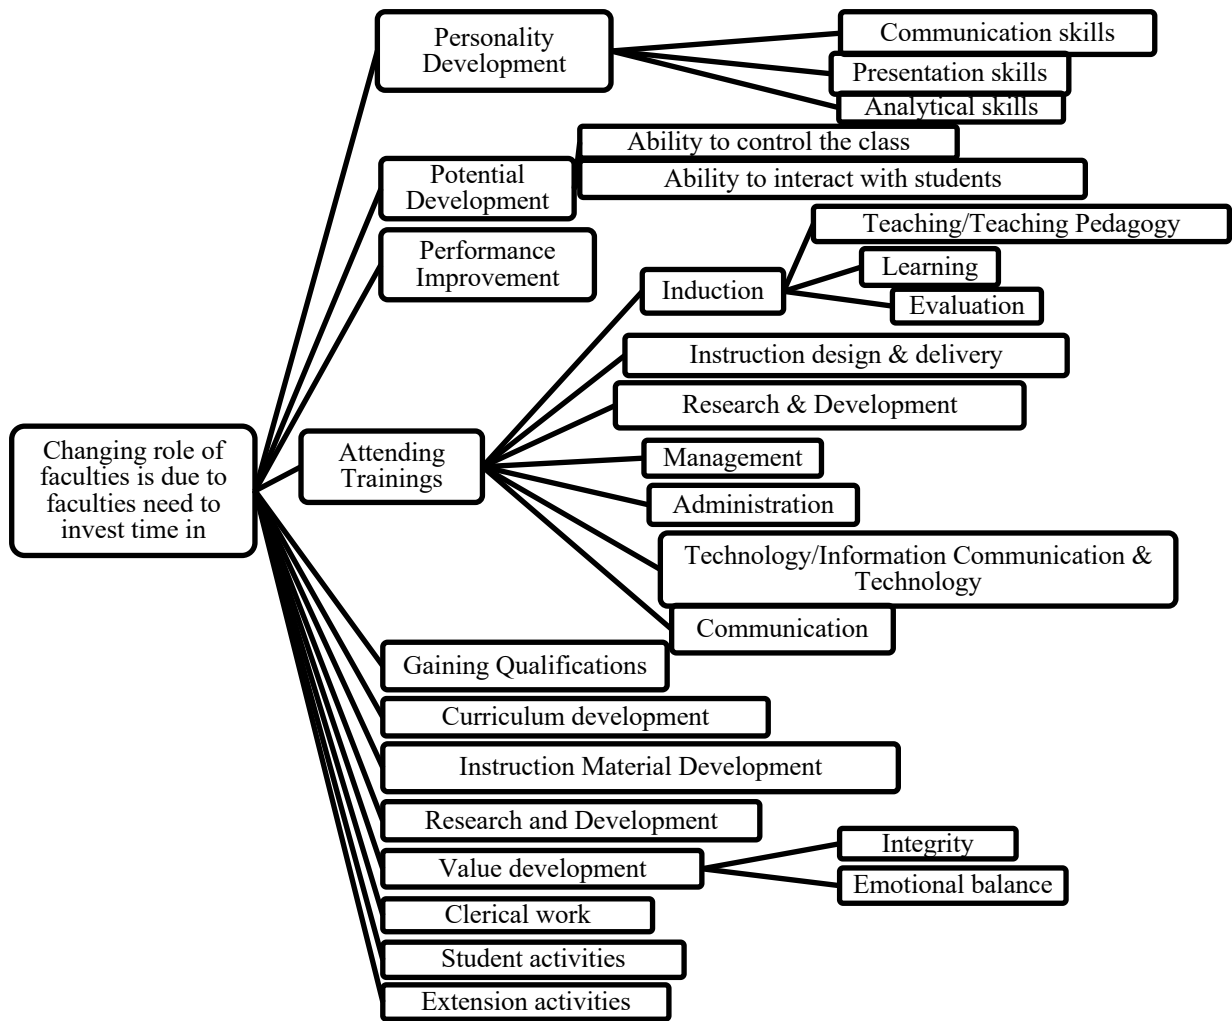 Changing role of
faculties is due to
faculties need to
invest time in
Personality
Development
Communication skills
Presentation skills
Analytical skills
Potential
Development
Ability to control the class
Ability to interact with students
Performance
Improvement
Attending
Trainings
Induction
Teaching/Teaching Pedagogy
Learning
Evaluation
Instruction design & delivery
Research & Development
Management
Administration
Technology/Information Communication &
Technology
Communication
Gaining Qualifications
Curriculum development
Instruction Material Development
Research and Development
Value development
Integrity
Emotional balance
Clerical work
Student activities
Extension activities